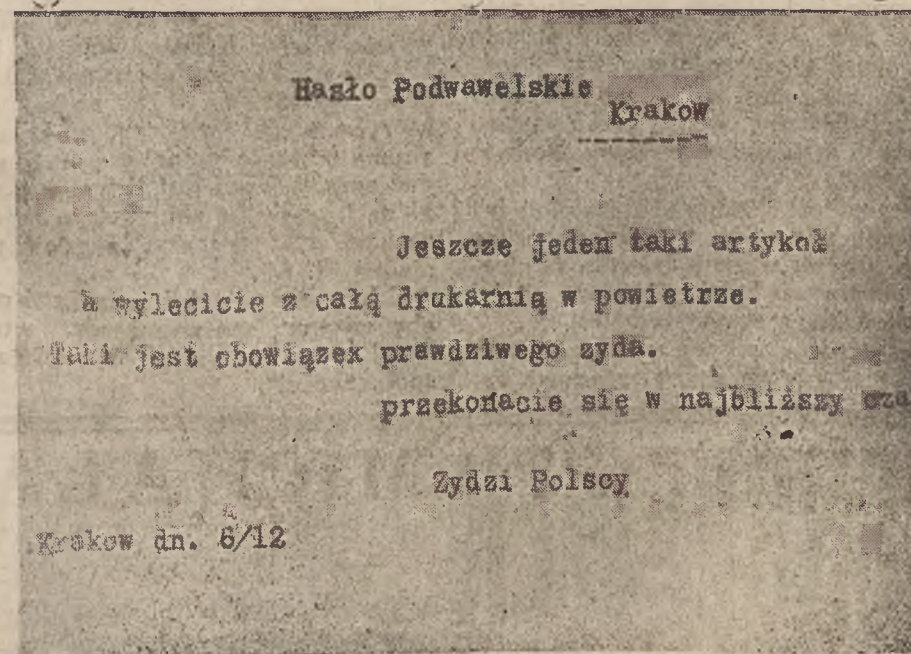 Hasło Podwawelskie
Krakow
Jeszcze jeden taki artykoł
a wylecicie z całą drukarnią w powietrze.
Taki jest obowiązek prawdziwego zyda.
przekonacie się w najbliższy cza
Zydzi Polscy
Krakow dn. 6/12